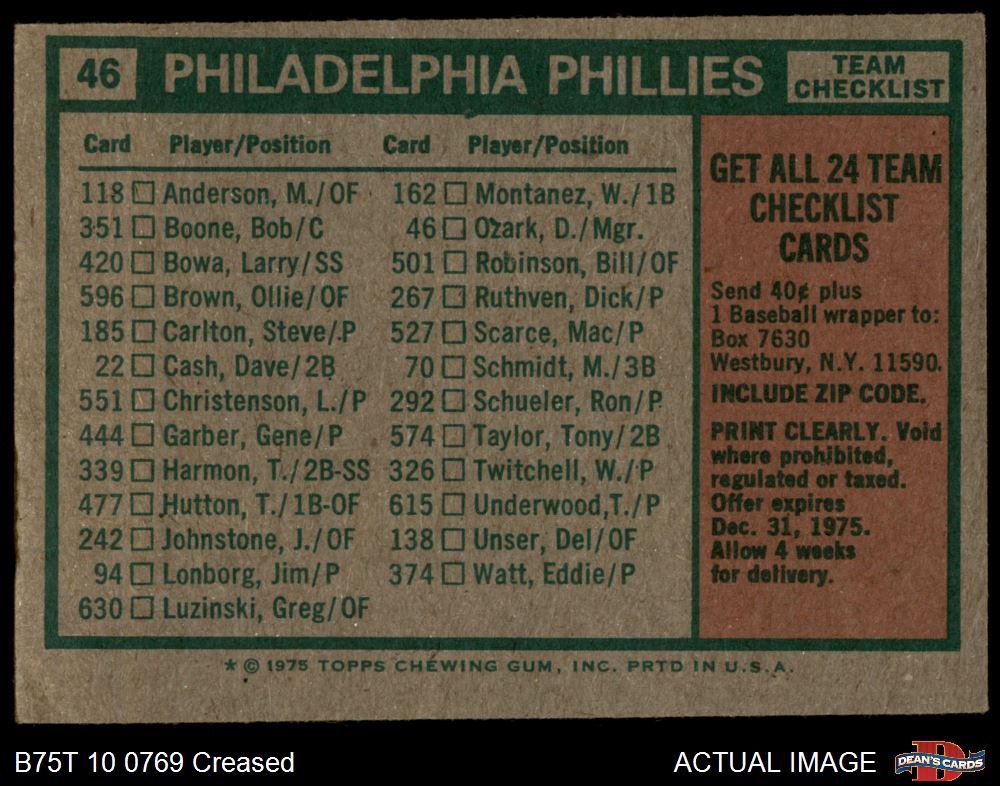 46 PHILADELPHIA PHILLIES TEAM CHECKLIST
Card Player/Position Card Player/Position
118 Anderson, M./OF 162 Montanez, W./1B
351 Boone, Bob/C 46 Ozark, D./Mgr.
420 Bowa, Larry/SS 501 Robinson, Bill/OF
596 Brown, Ollie/OF 267 Ruthven, Dick/P
185 Carlton, Steve/P 527 Scarce, Mac/P
22 Cash, Dave/2B 70 Schmidt, M./3B
551 Christenson, L./P 292 Schueler, Ron/P
444 Garber, Gene/P 574 Taylor, Tony/2B
339 Harmon, T./2B-SS 326 Twitchell, W./P
477 Hutton, T./1B-OF 615 Underwood,T./P
242 Johnstone, J./OF 138 Unser, Del/OF
94 Lonborg, Jim/P 374 Watt, Eddie/P
630 Luzinski, Greg/OF
GET ALL 24 TEAM
CHECKLIST
CARDS
Send 40¢ plus
1 Baseball wrapper to:
Box 7630
Westbury, N.Y. 11590.
INCLUDE ZIP CODE.
PRINT CLEARLY. Void
where prohibited,
regulated or taxed.
Offer expires
Dec. 31, 1975.
Allow 4 weeks
for delivery.
* © 1975 TOPPS CHEWING GUM, INC. PRTD IN U.S.A.
B75T 10 0769 Creased ACTUAL IMAGE DEAN'S CARDS